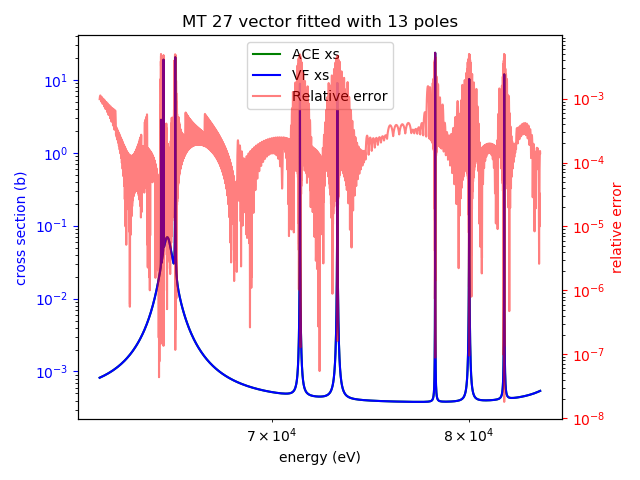 MT 27 vector fitted with 13 poles
ACE xs
VF xs
Relative error
cross section (b)
10¹
10⁰
10⁻¹
10⁻²
10⁻³
relative error
10⁻³
10⁻⁴
10⁻⁵
10⁻⁶
10⁻⁷
10⁻⁸
7 × 10⁴
8 × 10⁴
energy (eV)